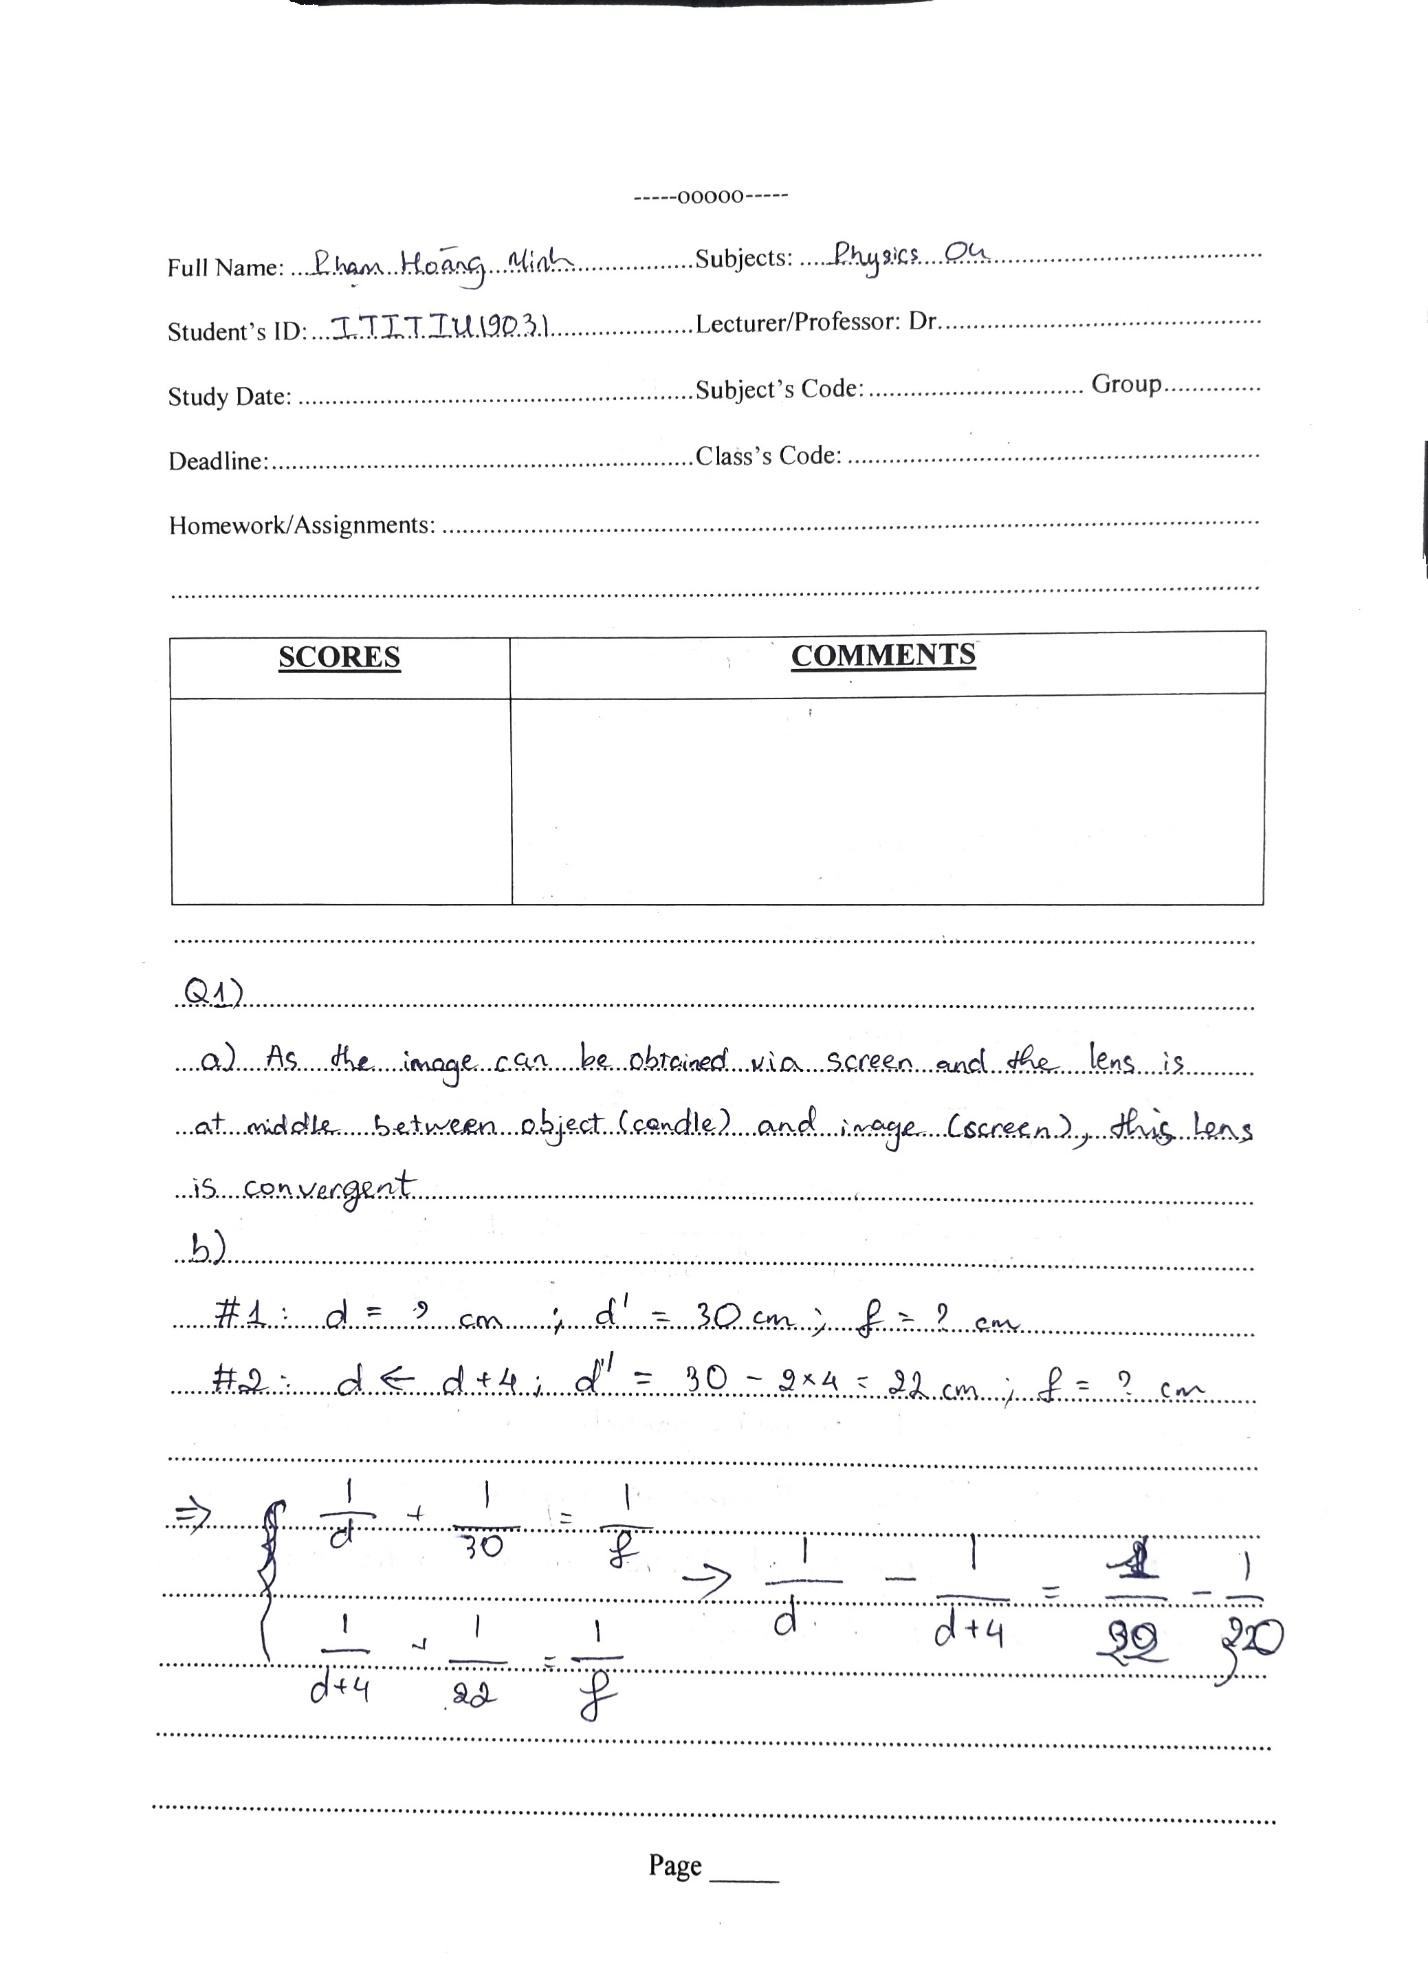 -----ooooo-----
Full Name: Phạm Hoàng Minh Subjects: Physics 04
Student's ID: ITITIU19031 Lecturer/Professor: Dr.
Study Date: Subject's Code: Group
Deadline: Class's Code:
Homework/Assignments:
SCORES COMMENTS
Q1)
a) As the image can be obtained via screen and the lens is
at middle between object (candle) and image (screen), this lens
is convergent
b)
#1: d = ? cm ; d' = 30 cm ; f = ? cm
#2: d ← d+4 ; d'' = 30 - 2×4 = 22 cm ; f = ? cm
⇒ { 1/d + 1/30 = 1/f
1/(d+4) + 1/22 = 1/f
→ 1/d - 1/(d+4) = 1/22 - 1/30
Page